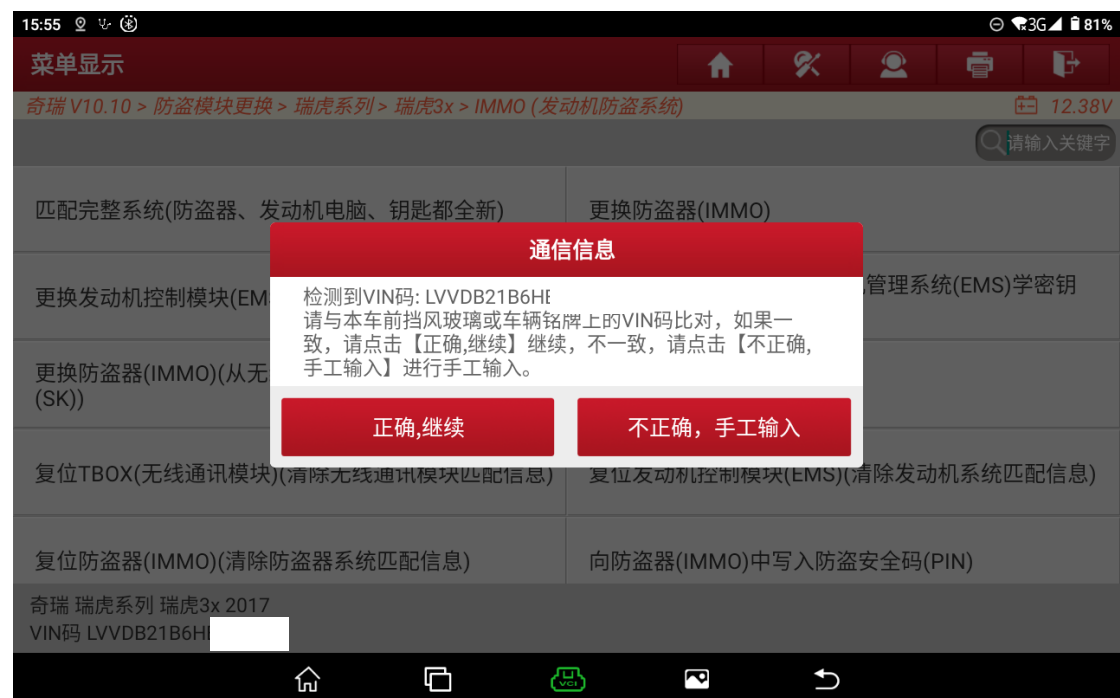 15:55
3G 81%
菜单显示
奇瑞 V10.10 > 防盗模块更换 > 瑞虎系列 > 瑞虎3x > IMMO (发动机防盗系统)
12.38V
请输入关键字
匹配完整系统(防盗器、发动机电脑、钥匙都全新)
更换防盗器(IMMO)
通信信息
检测到VIN码: LVVDB21B6H
请与本车前挡风玻璃或车辆铭牌上的VIN码比对，如果一
致，请点击【正确,继续】继续，不一致，请点击【不正确,
手工输入】进行手工输入。
正确,继续
不正确，手工输入
更换发动机控制模块(EM
管理系统(EMS)学密钥
更换防盗器(IMMO)(从无
(SK))
复位TBOX(无线通讯模块)(清除无线通讯模块匹配信息)
复位发动机控制模块(EMS)(清除发动机系统匹配信息)
复位防盗器(IMMO)(清除防盗器系统匹配信息)
向防盗器(IMMO)中写入防盗安全码(PIN)
奇瑞 瑞虎系列 瑞虎3x 2017
VIN码 LVVDB21B6H
VCI